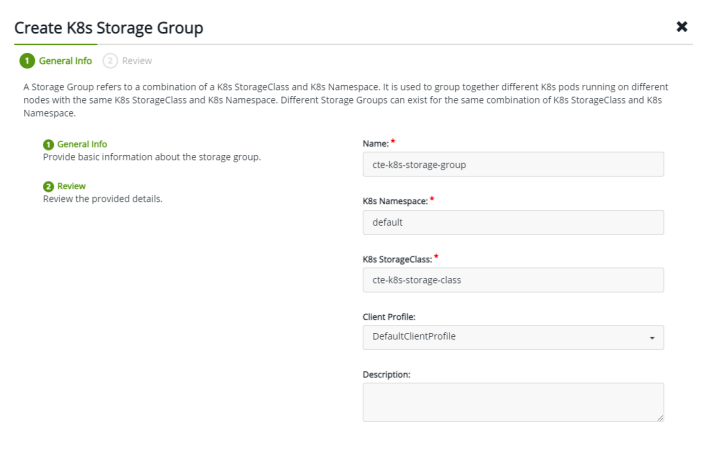 Create K8s Storage Group
✖
1 General Info 2 Review
A Storage Group refers to a combination of a K8s StorageClass and K8s Namespace. It is used to group together different K8s pods running on different
nodes with the same K8s StorageClass and K8s Namespace. Different Storage Groups can exist for the same combination of K8s StorageClass and K8s
Namespace.
1 General Info
Provide basic information about the storage group.
2 Review
Review the provided details.
Name: *
cte-k8s-storage-group
K8s Namespace: *
default
K8s StorageClass: *
cte-k8s-storage-class
Client Profile:
DefaultClientProfile
Description: